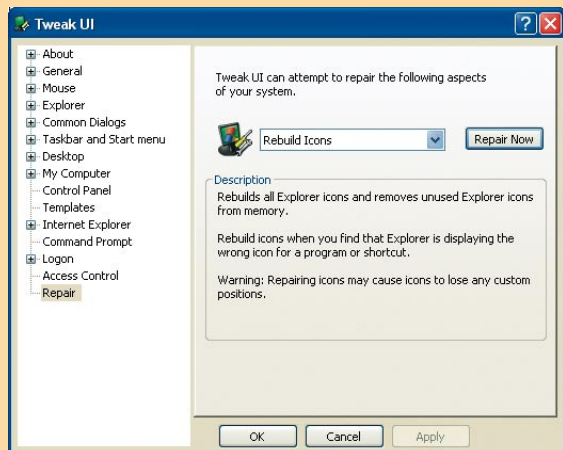 Tweak UI
About
General
Mouse
Explorer
Common Dialogs
Taskbar and Start menu
Desktop
My Computer
Control Panel
Templates
Internet Explorer
Command Prompt
Logon
Access Control
Repair
Tweak UI can attempt to repair the following aspects
of your system.
Rebuild Icons
Repair Now
Description
Rebuilds all Explorer icons and removes unused Explorer icons
from memory.
Rebuild icons when you find that Explorer is displaying the
wrong icon for a program or shortcut.
Warning: Repairing icons may cause icons to lose any custom
positions.
OK
Cancel
Apply